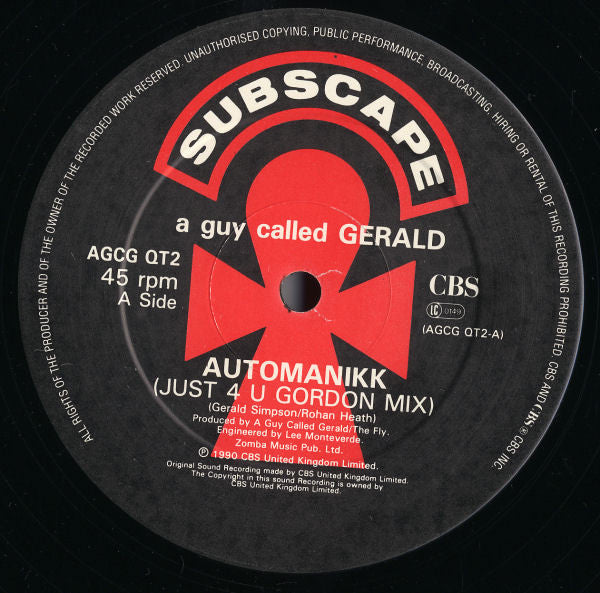 ALL RIGHTS OF THE PRODUCER AND OF THE OWNER OF THE RECORDED WORK RESERVED. UNAUTHORISED COPYING, PUBLIC PERFORMANCE, BROADCASTING, HIRING OR RENTAL OF THIS RECORDING PROHIBITED. CBS AND CBS ® CBS INC
SUBSCAPE
a guy called GERALD
AGCG QT2
45 rpm
A Side
CBS
LC 0149
(AGCG QT2-A)
AUTOMANIKK
(JUST 4 U GORDON MIX)
(Gerald Simpson/Rohan Heath)
Produced by A Guy Called Gerald/The Fly.
Engineered by Lee Monteverde.
Zomba Music Pub. Ltd.
℗ 1990 CBS United Kingdom Limited.
Original Sound Recording made by CBS United Kingdom Limited.
The Copyright in this sound Recording is owned by
CBS United Kingdom Limited.